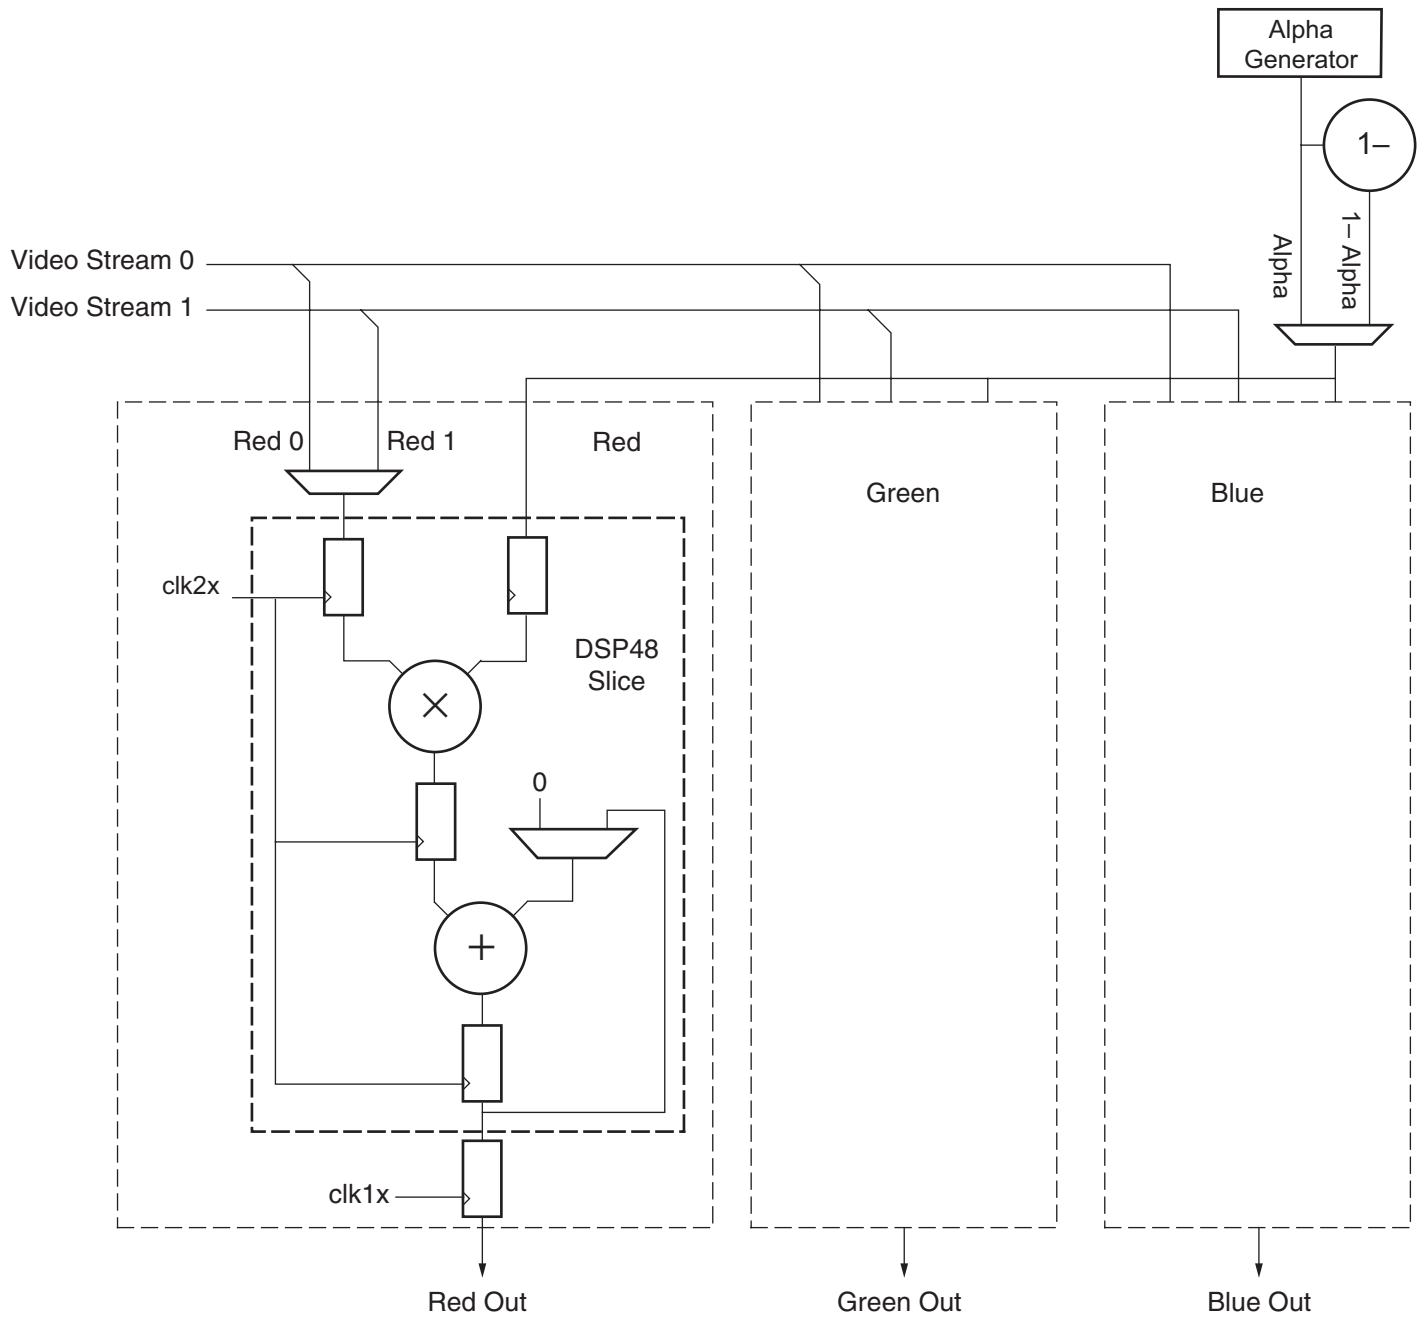 Alpha
Generator
1–
Alpha
1– Alpha
Video Stream 0
Video Stream 1
Red 0
Red 1
Red
Green
Blue
clk2x
DSP48
Slice
×
0
+
clk1x
Red Out
Green Out
Blue Out